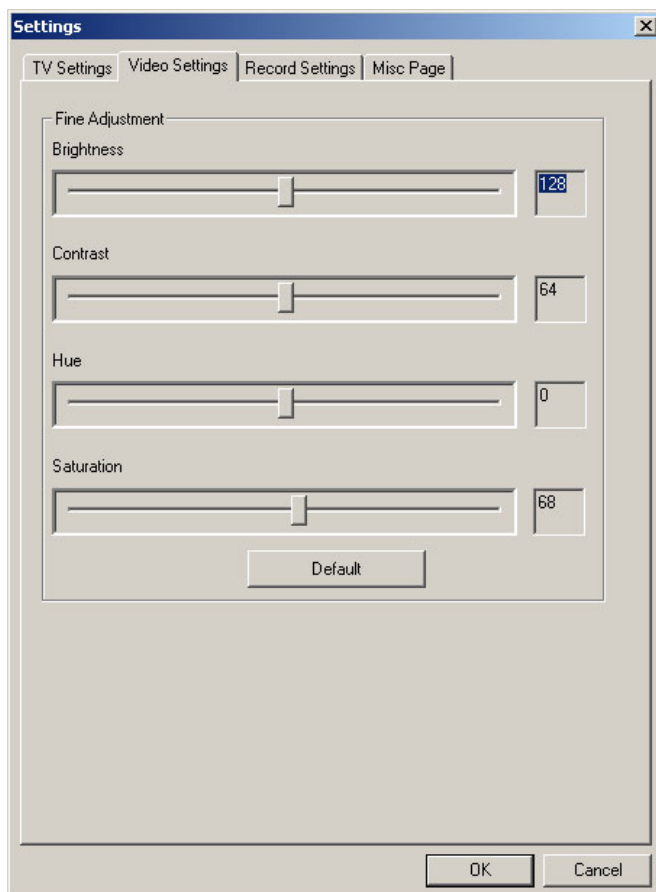 Settings
TV Settings Video Settings Record Settings Misc Page
Fine Adjustment
Brightness
128
Contrast
64
Hue
0
Saturation
68
Default
OK Cancel